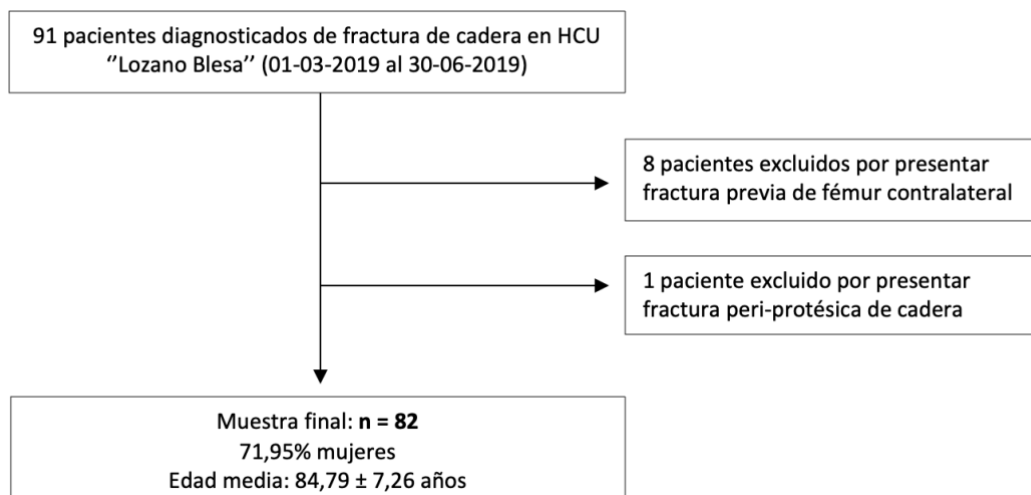 91 pacientes diagnosticados de fractura de cadera en HCU
‘‘Lozano Blesa’’ (01-03-2019 al 30-06-2019)
8 pacientes excluidos por presentar
fractura previa de fémur contralateral
1 paciente excluido por presentar
fractura peri-protésica de cadera
Muestra final: n = 82
71,95% mujeres
Edad media: 84,79 ± 7,26 años